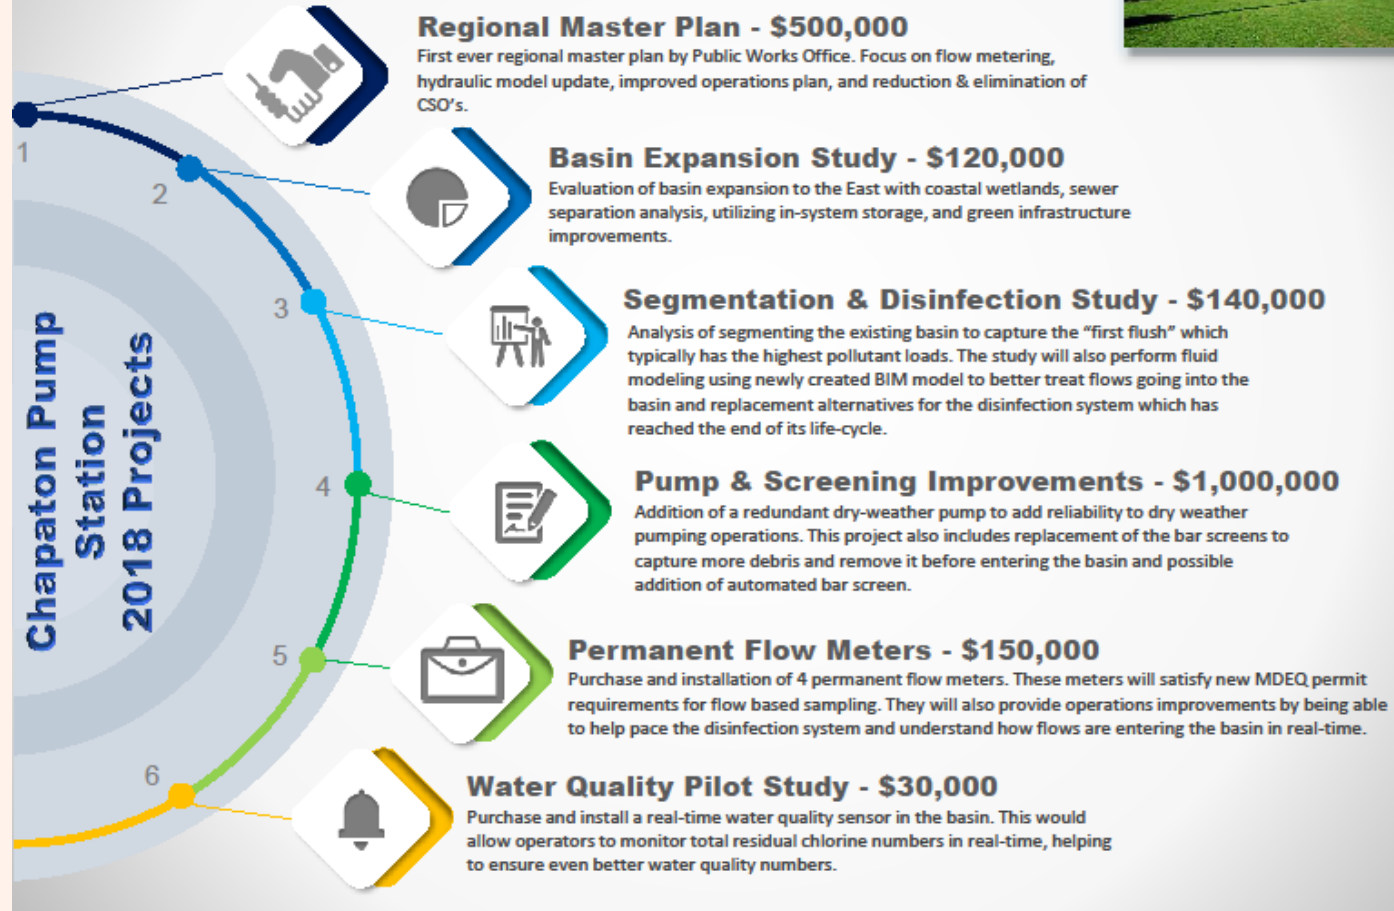 Regional Master Plan - $500,000
First ever regional master plan by Public Works Office. Focus on flow metering,
hydraulic model update, improved operations plan, and reduction & elimination of
CSO's.
1
2
Basin Expansion Study - $120,000
Evaluation of basin expansion to the East with coastal wetlands, sewer
separation analysis, utilizing in-system storage, and green infrastructure
improvements.
3
Segmentation & Disinfection Study - $140,000
Analysis of segmenting the existing basin to capture the “first flush” which
typically has the highest pollutant loads. The study will also perform fluid
modeling using newly created BIM model to better treat flows going into the
basin and replacement alternatives for the disinfection system which has
reached the end of its life-cycle.
Chapaton Pump
Station
2018 Projects
4
Pump & Screening Improvements - $1,000,000
Addition of a redundant dry-weather pump to add reliability to dry weather
pumping operations. This project also includes replacement of the bar screens to
capture more debris and remove it before entering the basin and possible
addition of automated bar screen.
5
Permanent Flow Meters - $150,000
Purchase and installation of 4 permanent flow meters. These meters will satisfy new MDEQ permit
requirements for flow based sampling. They will also provide operations improvements by being able
to help pace the disinfection system and understand how flows are entering the basin in real-time.
6
Water Quality Pilot Study - $30,000
Purchase and install a real-time water quality sensor in the basin. This would
allow operators to monitor total residual chlorine numbers in real-time, helping
to ensure even better water quality numbers.